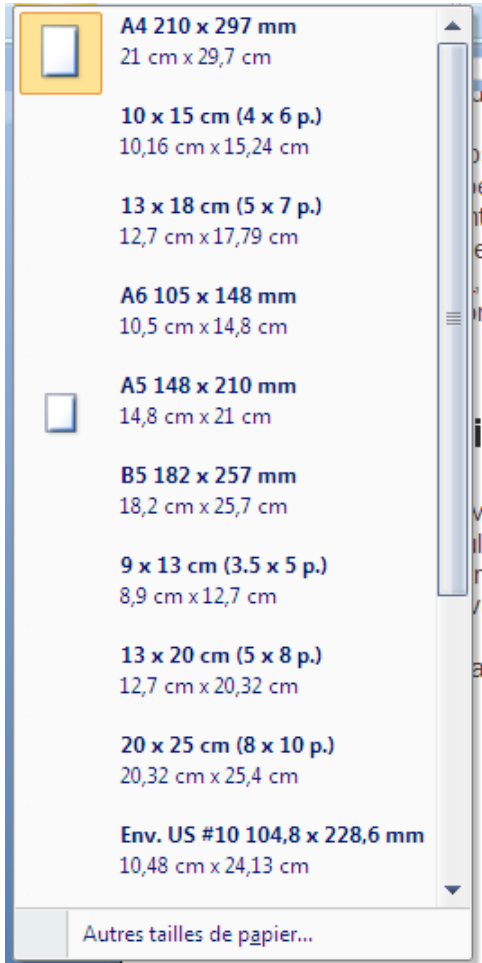 A4 210 x 297 mm
21 cm x 29,7 cm
10 x 15 cm (4 x 6 p.)
10,16 cm x 15,24 cm
13 x 18 cm (5 x 7 p.)
12,7 cm x 17,79 cm
A6 105 x 148 mm
10,5 cm x 14,8 cm
A5 148 x 210 mm
14,8 cm x 21 cm
B5 182 x 257 mm
18,2 cm x 25,7 cm
9 x 13 cm (3.5 x 5 p.)
8,9 cm x 12,7 cm
13 x 20 cm (5 x 8 p.)
12,7 cm x 20,32 cm
20 x 25 cm (8 x 10 p.)
20,32 cm x 25,4 cm
Env. US #10 104,8 x 228,6 mm
10,48 cm x 24,13 cm
Autres tailles de papier...